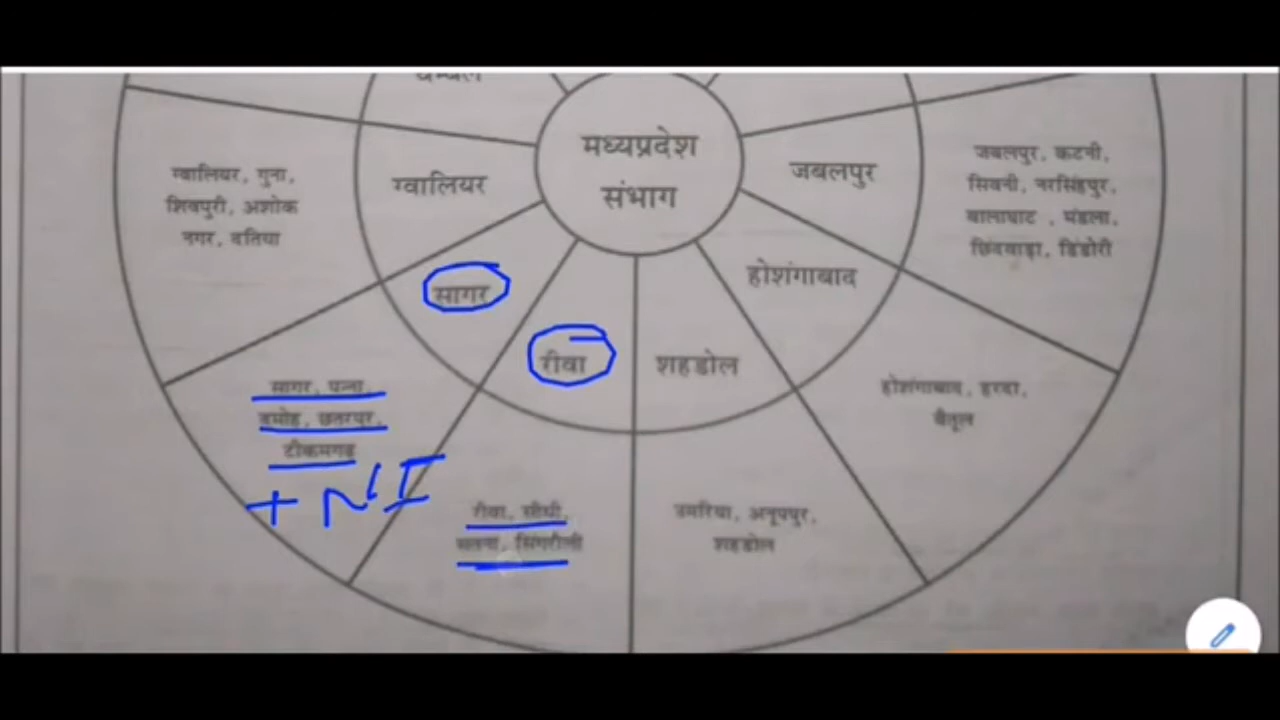 मध्यप्रदेश
संभाग
ग्वालियर
जबलपुर
सागर
रीवा
शहडोल
होशंगाबाद
ग्वालियर, गुना,
शिवपुरी, अशोक
नगर, दतिया
जबलपुर, कटनी,
सिवनी, नरसिंहपुर,
बालाघाट , मंडला,
छिंदवाड़ा, डिंडोरी
सागर, पन्ना,
दमोह, छतरपुर,
टीकमगढ़
+ NI
रीवा, सीधी,
सतना, सिंगरौली
उमरिया, अनूपपुर,
शहडोल
होशंगाबाद, हरदा,
बैतूल